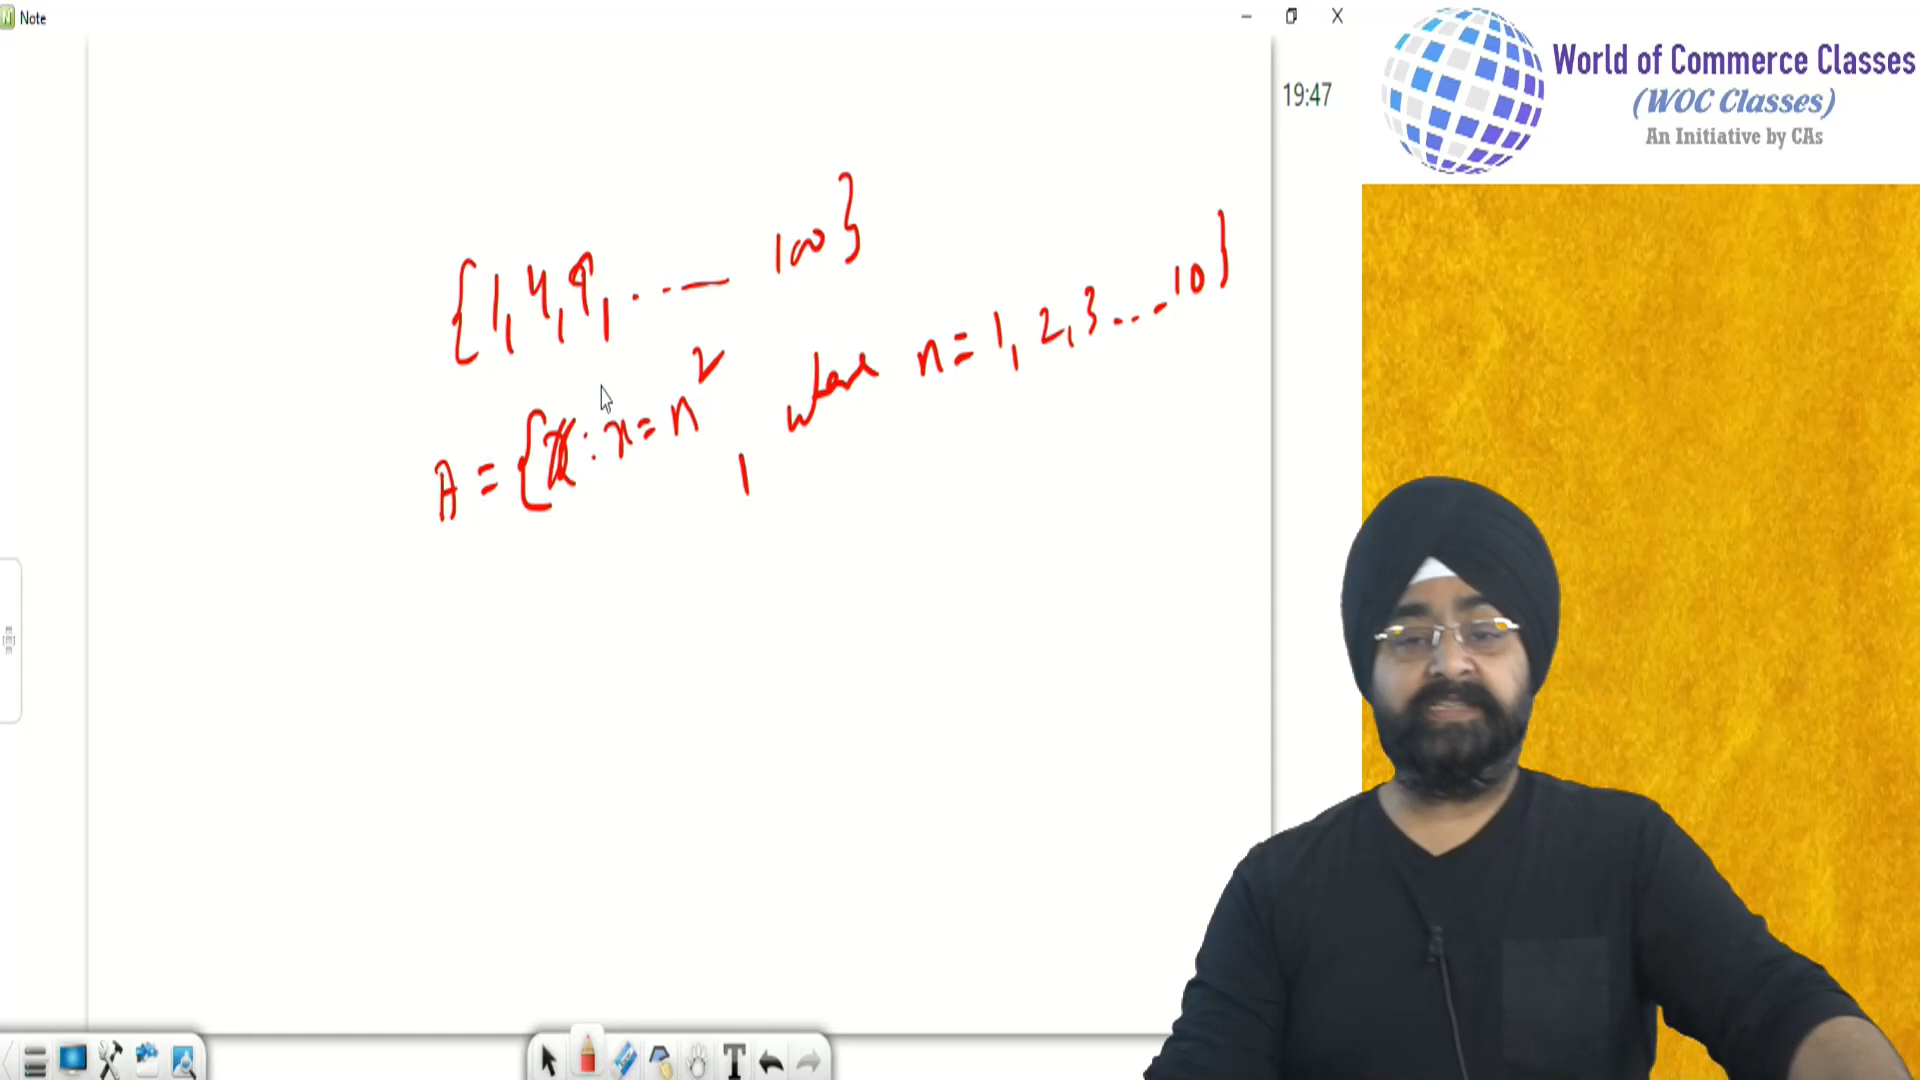 Note
World of Commerce Classes
(WOC Classes)
An Initiative by CAs
19:47
{1, 4, 9, ... — 100}
A = {x : x = n², where n = 1, 2, 3 ... 10}